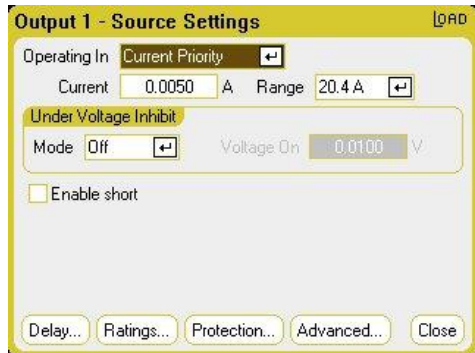 Output 1 - Source Settings LOAD
Operating In Current Priority
Current 0.0050 A Range 20.4 A
Under Voltage Inhibit
Mode Off Voltage On 0.0100 V
Enable short
Delay... Ratings... Protection... Advanced... Close